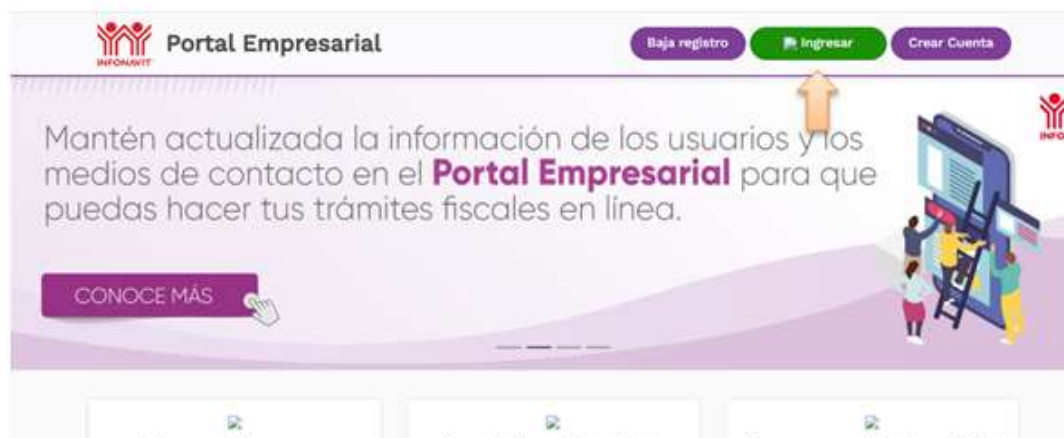 INFONAVIT
Portal Empresarial
Baja registro
Ingresar
Crear Cuenta
Mantén actualizada la información de los usuarios y los
medios de contacto en el Portal Empresarial para que
puedas hacer tus trámites fiscales en línea.
CONOCE MÁS
INFO